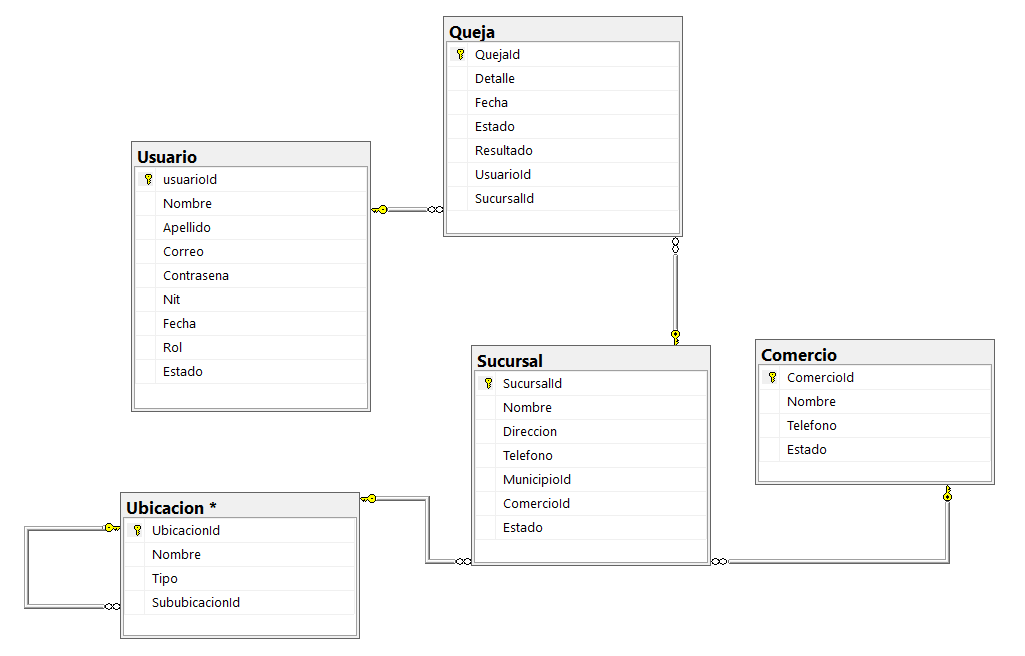 Queja
QuejaId
Detalle
Fecha
Estado
Resultado
UsuarioId
SucursalId
Usuario
usuarioId
Nombre
Apellido
Correo
Contrasena
Nit
Fecha
Rol
Estado
Sucursal
SucursalId
Nombre
Direccion
Telefono
MunicipioId
ComercioId
Estado
Comercio
ComercioId
Nombre
Telefono
Estado
Ubicacion *
UbicacionId
Nombre
Tipo
SububicacionId